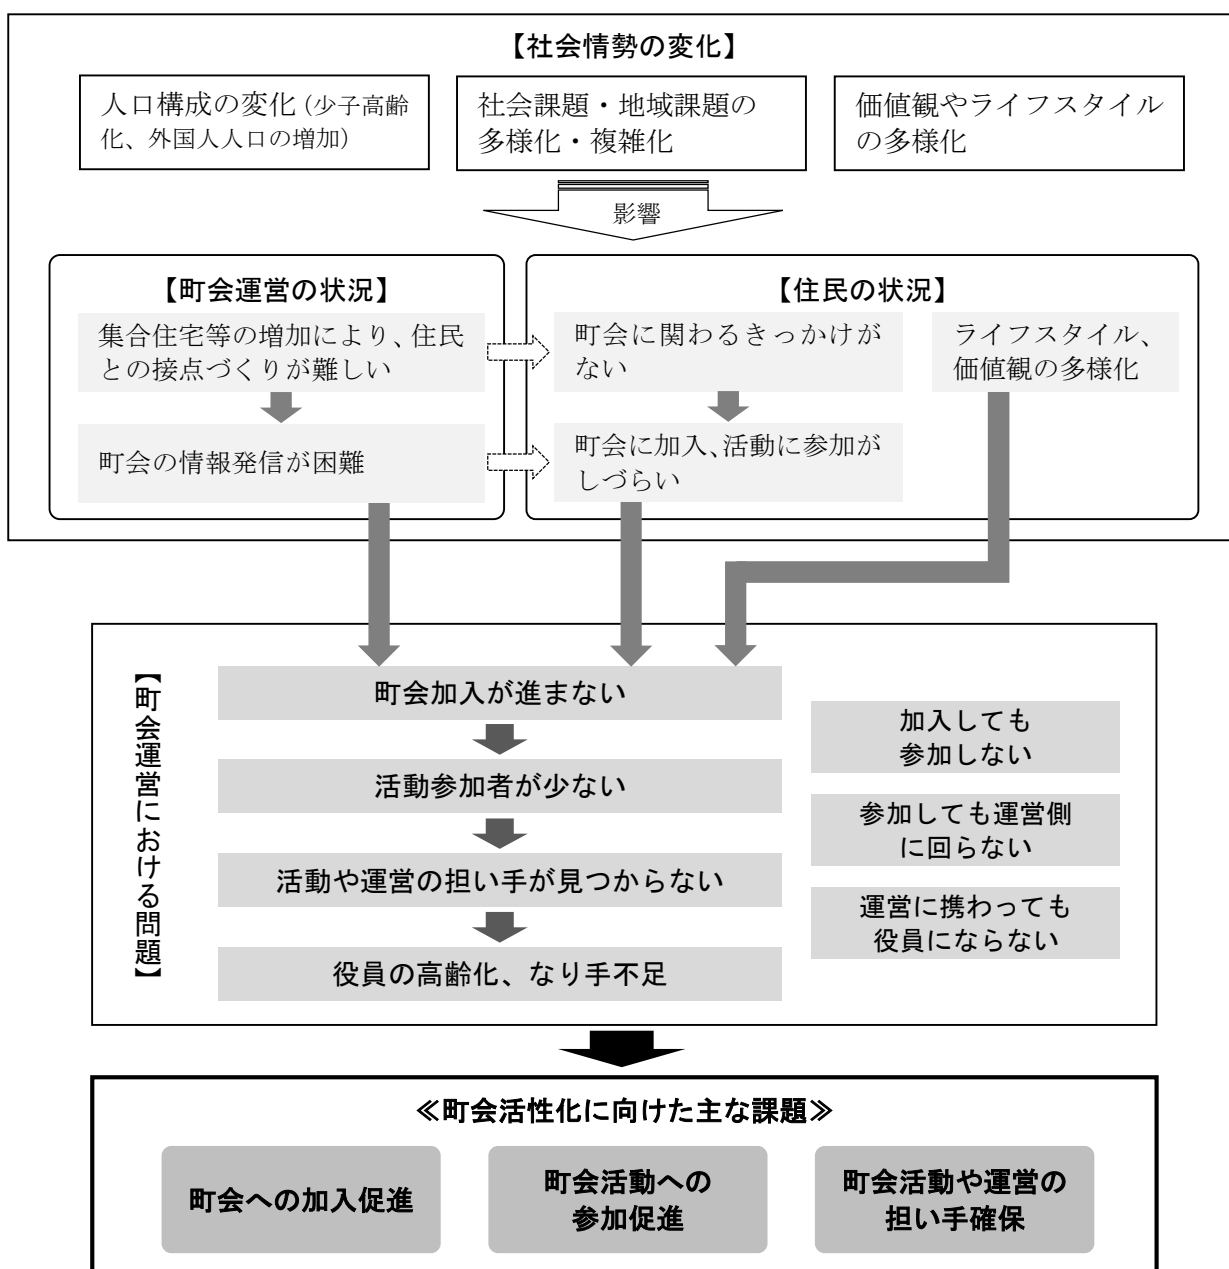 【社会情勢の変化】
人口構成の変化(少子高齢
化、外国人人口の増加)
社会課題・地域課題の
多様化・複雑化
価値観やライフスタイル
の多様化
影響
【町会運営の状況】
集合住宅等の増加により、住民
との接点づくりが難しい
町会の情報発信が困難
【住民の状況】
町会に関わるきっかけが
ない
ライフスタイル、
価値観の多様化
町会に加入、活動に参加が
しづらい
【町会運営における問題】
町会加入が進まない
活動参加者が少ない
活動や運営の担い手が見つからない
役員の高齢化、なり手不足
加入しても
参加しない
参加しても運営側
に回らない
運営に携わっても
役員にならない
≪町会活性化に向けた主な課題≫
町会への加入促進
町会活動への
参加促進
町会活動や運営の
担い手確保